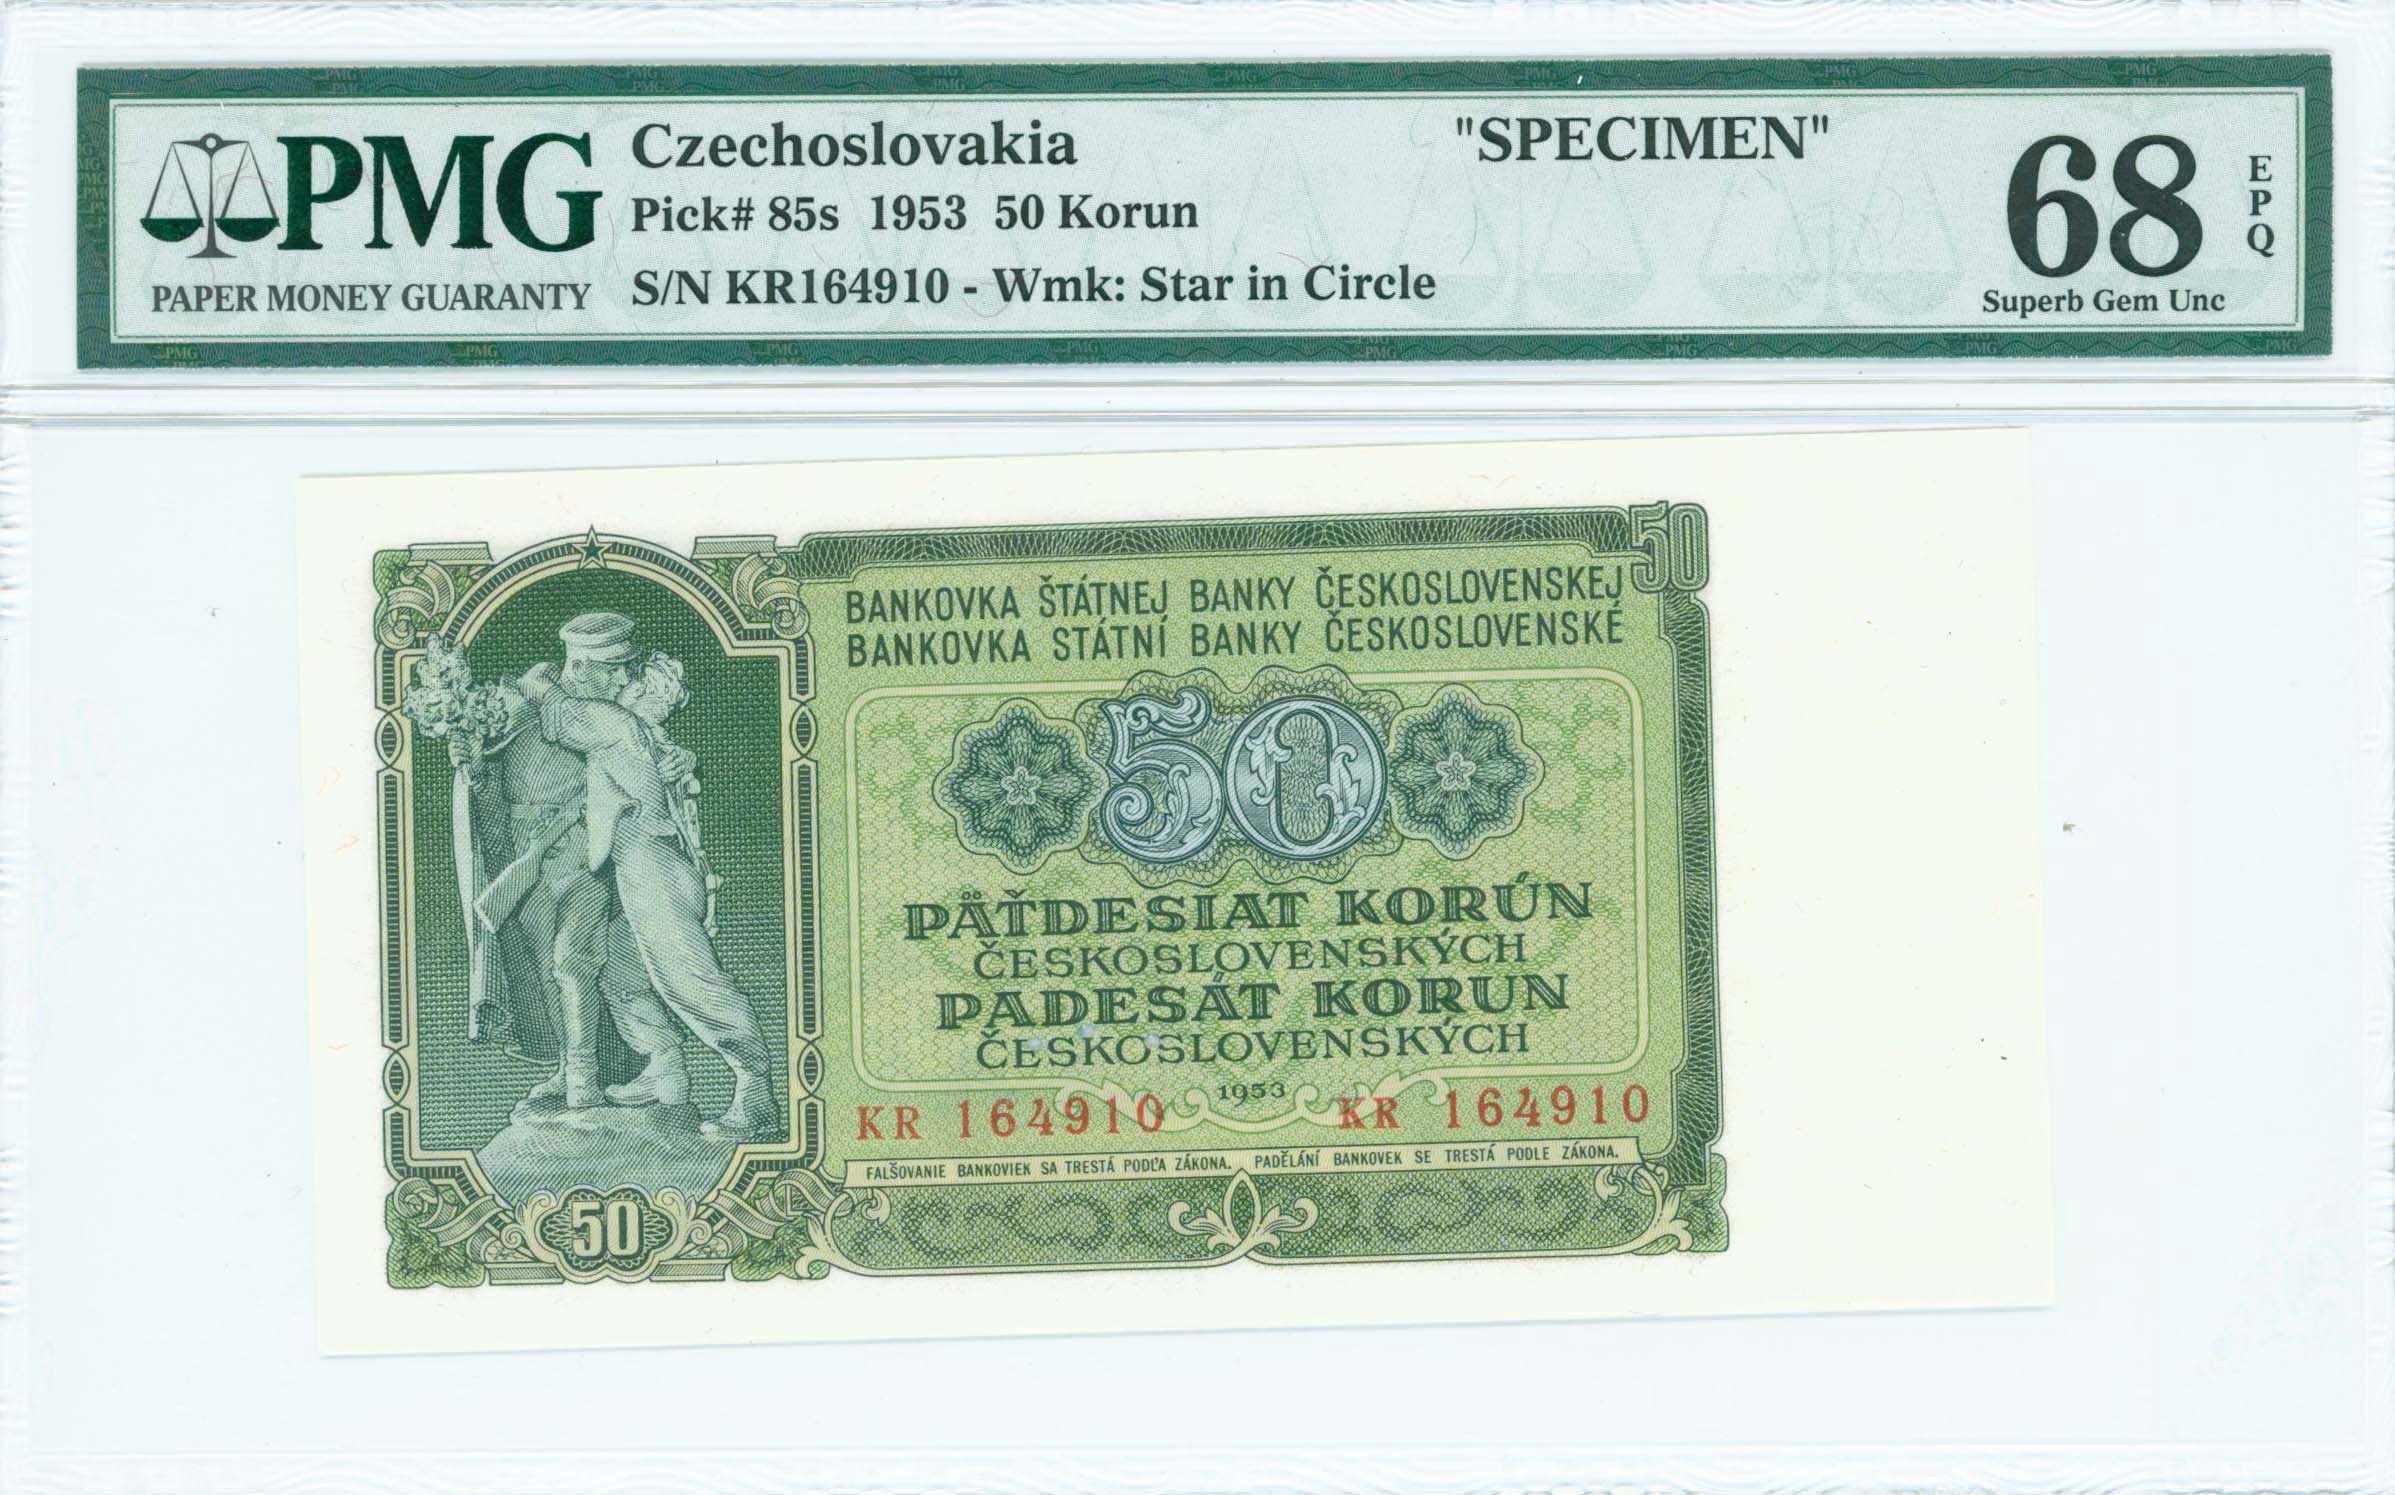 PMG
PAPER MONEY GUARANTY
Czechoslovakia
"SPECIMEN"
Pick# 85s 1953 50 Korun
S/N KR164910 - Wmk: Star in Circle
68
EPQ
Superb Gem Unc
50
BANKOVKA ŠTÁTNEJ BANKY ČESKOSLOVENSKEJ
BANKOVKA STÁTNÍ BANKY ČESKOSLOVENSKÉ
50
PÄŤDESIAT KORÚN
ČESKOSLOVENSKÝCH
PADESÁT KORUN
ČESKOSLOVENSKÝCH
1953
KR 164910 KR 164910
FALŠOVANIE BANKOVIEK SA TRESTÁ PODĽA ZÁKONA. PADĚLÁNÍ BANKOVEK SE TRESTÁ PODLE ZÁKONA.
50